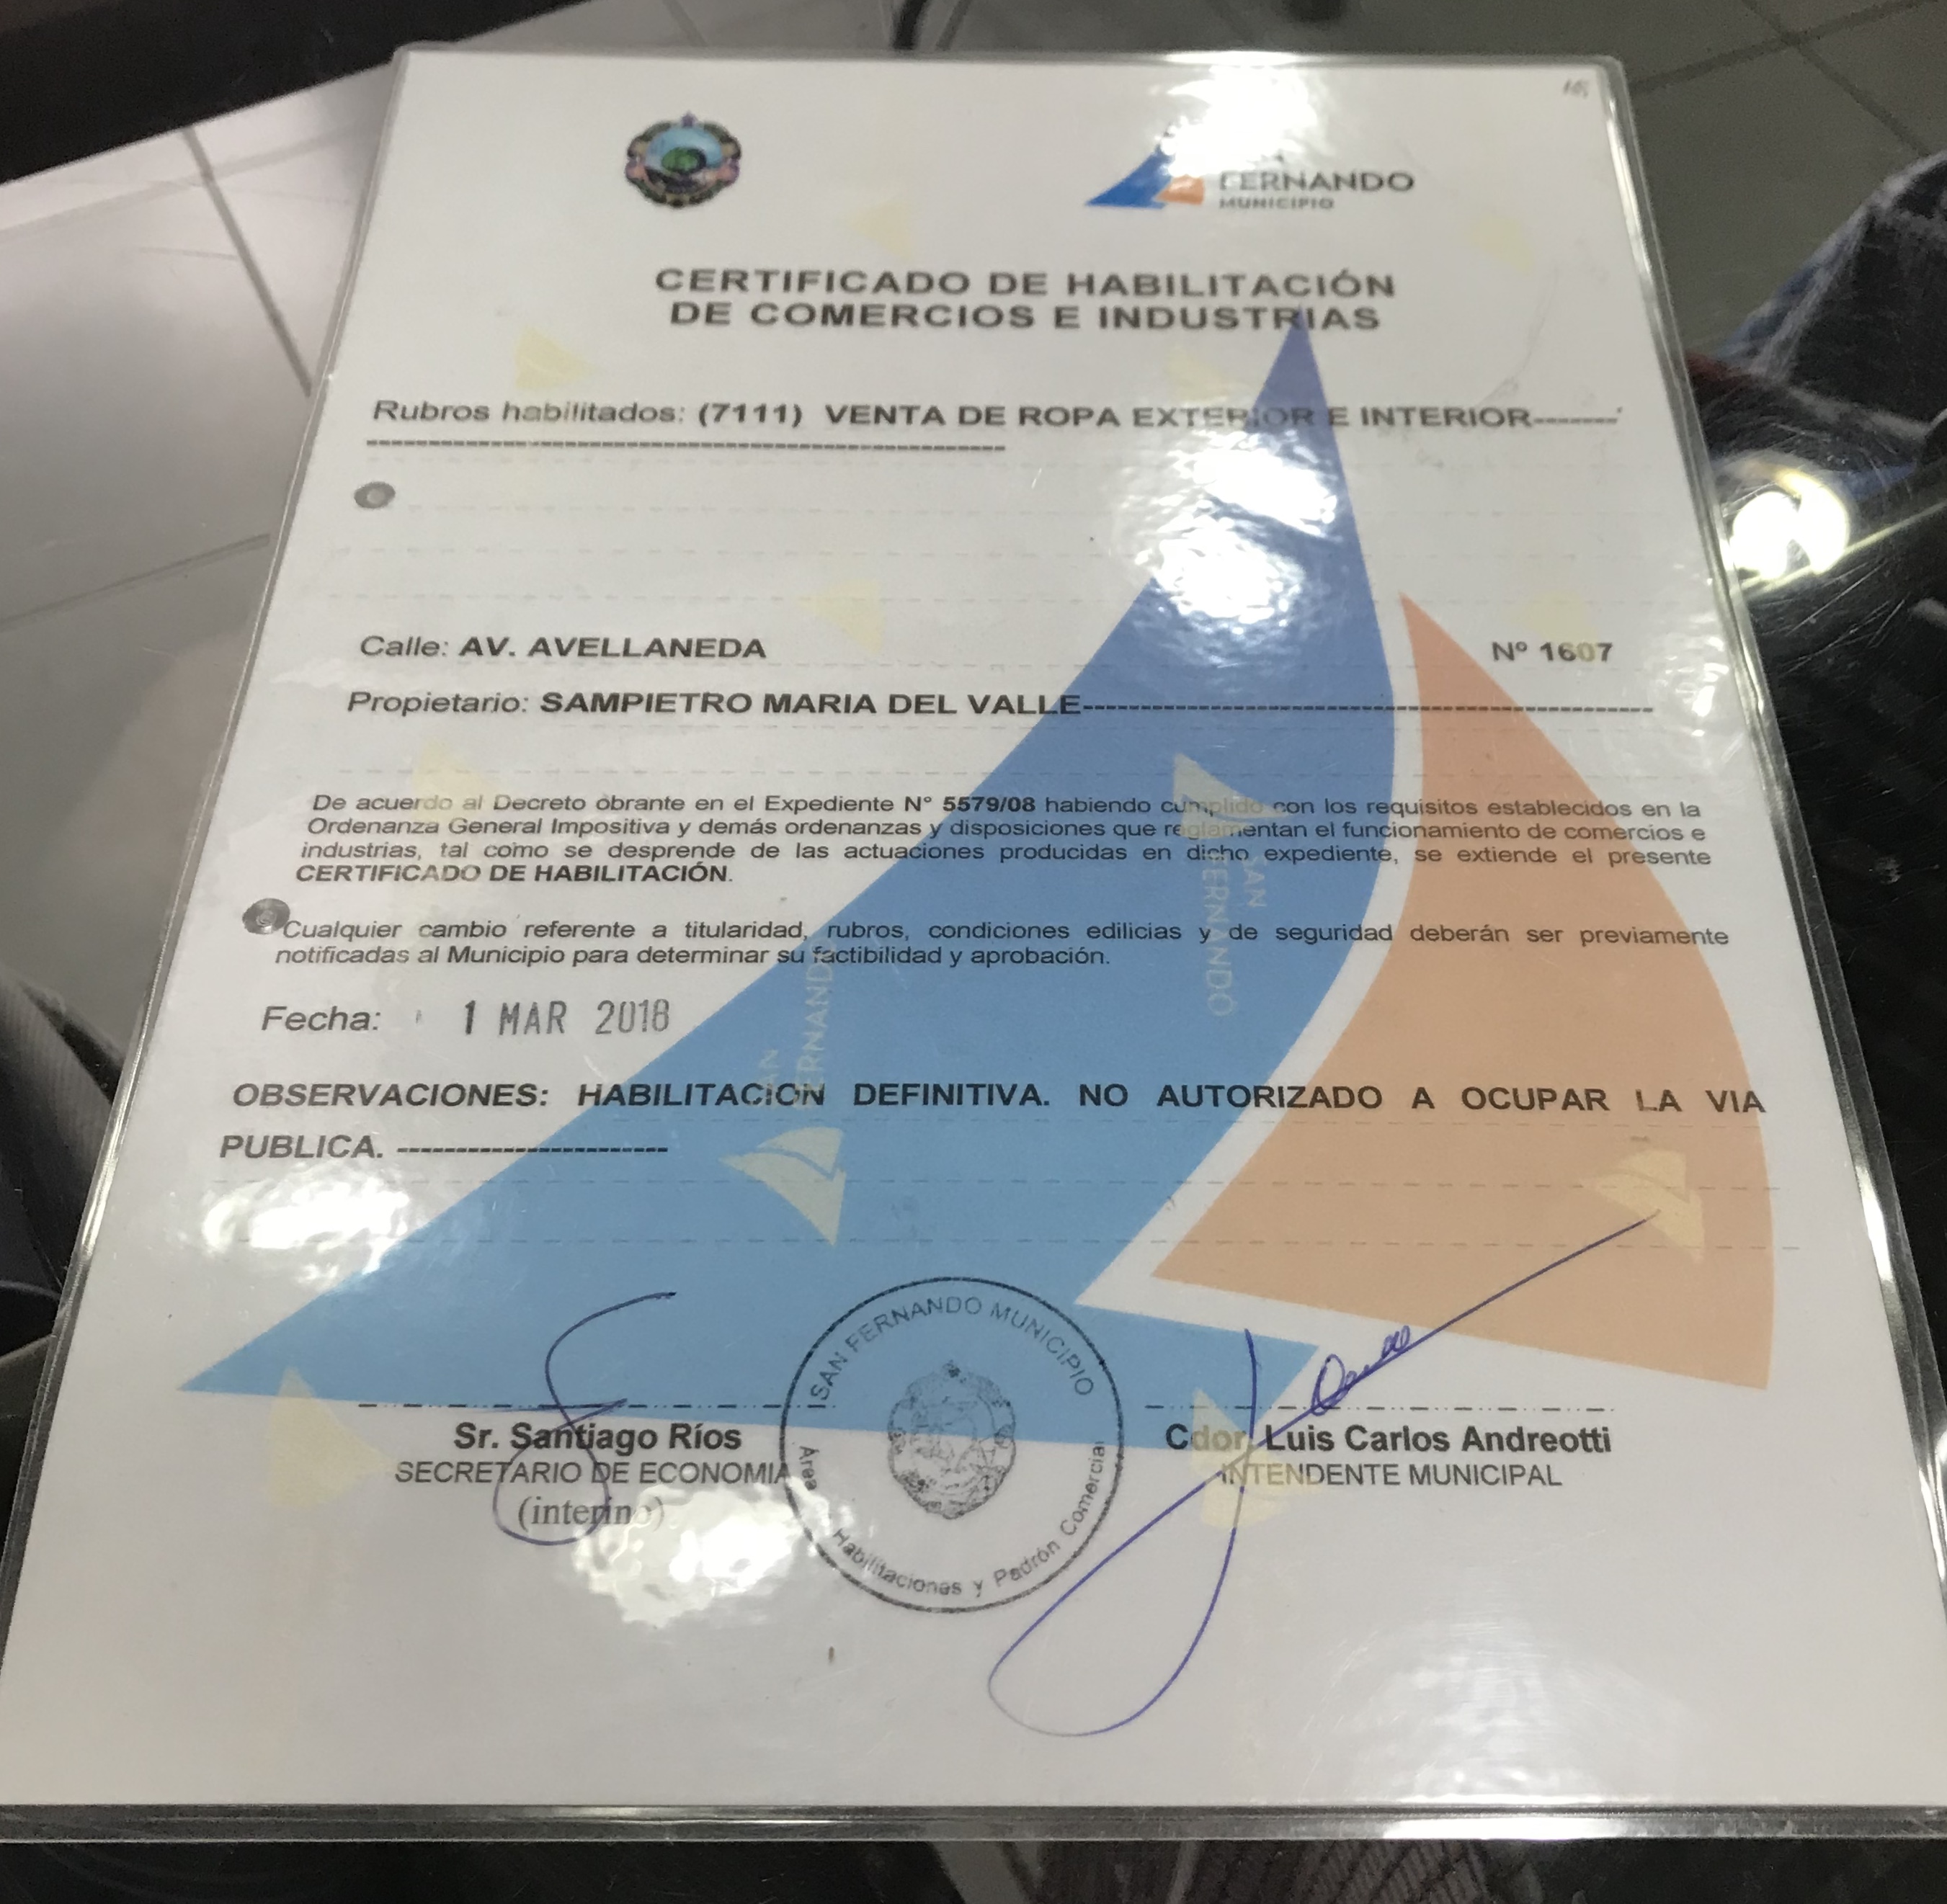 FERNANDO
MUNICIPIO
CERTIFICADO DE HABILITACIÓN
DE COMERCIOS E INDUSTRIAS
Rubros habilitados: (7111) VENTA DE ROPA EXTERIOR E INTERIOR-------
---------------------------------------------------
Calle: AV. AVELLANEDA Nº 1607
Propietario: SAMPIETRO MARIA DEL VALLE------------------------------------------------
De acuerdo al Decreto obrante en el Expediente N° 5579/08 habiendo cumplido con los requisitos establecidos en la
Ordenanza General Impositiva y demás ordenanzas y disposiciones que reglamentan el funcionamiento de comercios e
industrias, tal como se desprende de las actuaciones producidas en dicho expediente, se extiende el presente
CERTIFICADO DE HABILITACIÓN.
Cualquier cambio referente a titularidad, rubros, condiciones edilicias y de seguridad deberán ser previamente
notificadas al Municipio para determinar su factibilidad y aprobación.
Fecha: 1 MAR 2018
OBSERVACIONES: HABILITACION DEFINITIVA. NO AUTORIZADO A OCUPAR LA VIA
PUBLICA. -----------------------
SAN
FERNANDO
SAN
FERNANDO
Sr. Santiago Ríos
SECRETARIO DE ECONOMIA
(interino)
SAN FERNANDO MUNICIPIO
Area Habilitaciones y Padrón Comercial
Cdor. Luis Carlos Andreotti
INTENDENTE MUNICIPAL